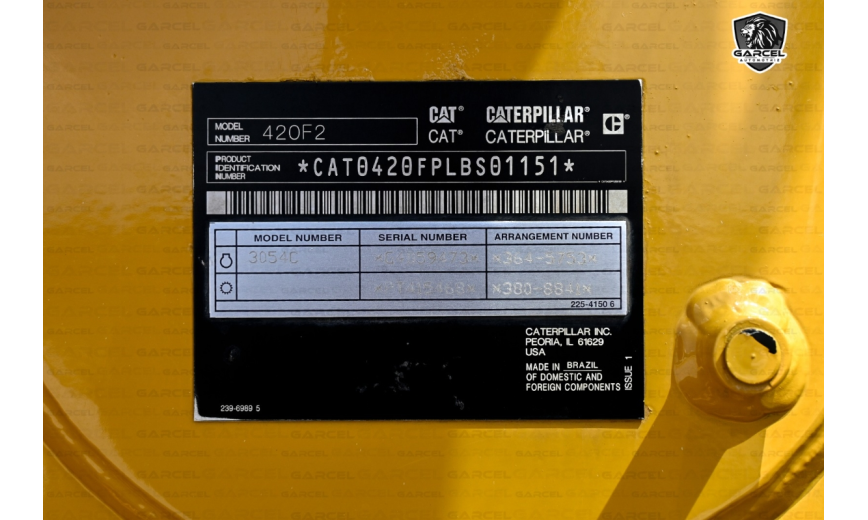 GARCEL
AUTOMOTRIZ
CAT® CATERPILLAR®
MODEL NUMBER 420F2
CAT® CATERPILLAR®
PRODUCT IDENTIFICATION NUMBER *CAT0420FPLBS01151*
MODEL NUMBER SERIAL NUMBER ARRANGEMENT NUMBER
3054C
225-4150 6
CATERPILLAR INC.
PEORIA, IL 61629
USA
MADE IN BRAZIL
OF DOMESTIC AND
FOREIGN COMPONENTS
ISSUE 1
239-6989 5